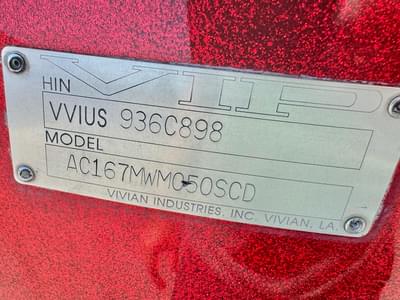 VIP
HIN
VVIUS 936C898
MODEL
AC167MWMC50SCD
VIVIAN INDUSTRIES, INC. VIVIAN, LA.